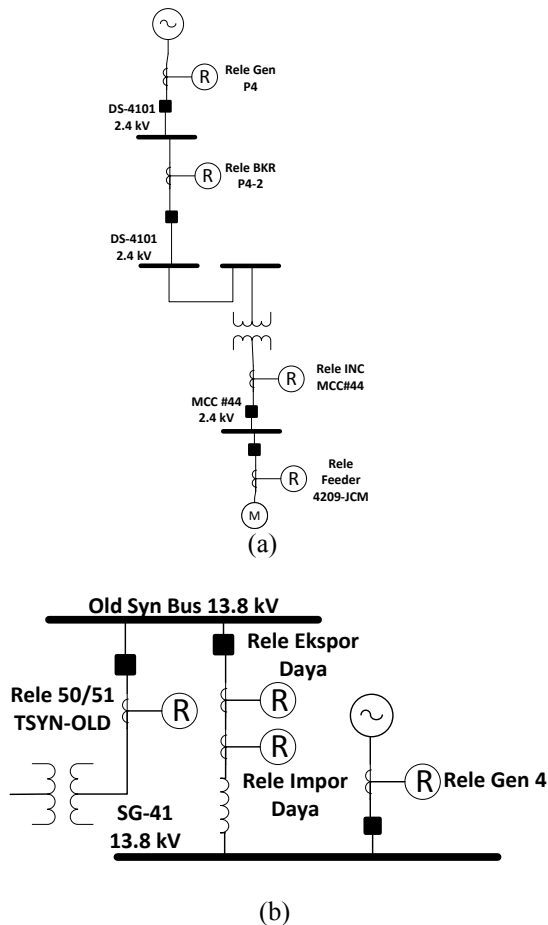 R
Rele Gen
P4
DS-4101
2.4 kV
R
Rele BKR
P4-2
DS-4101
2.4 kV
R
Rele INC
MCC#44
MCC #44
2.4 kV
R
Rele
Feeder
4209-JCM
M
(a)
Old Syn Bus 13.8 kV
Rele Ekspor
Daya
Rele 50/51
TSYN-OLD
R
R
R
Rele Impor
Daya
R
Rele Gen 4
SG-41
13.8 kV
(b)